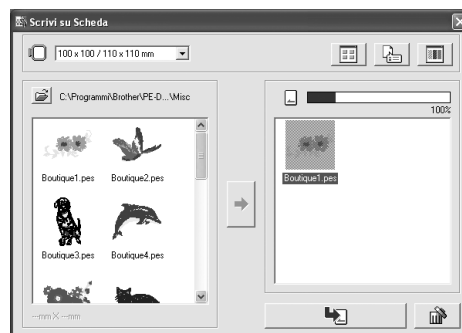 Scrivi su Scheda
100 x 100 / 110 x 110 mm
C:\Programmi\Brother\PE-D...\Misc
100%
Boutique1.pes
Boutique2.pes
Boutique1.pes
Boutique3.pes
Boutique4.pes
---mm X ---mm